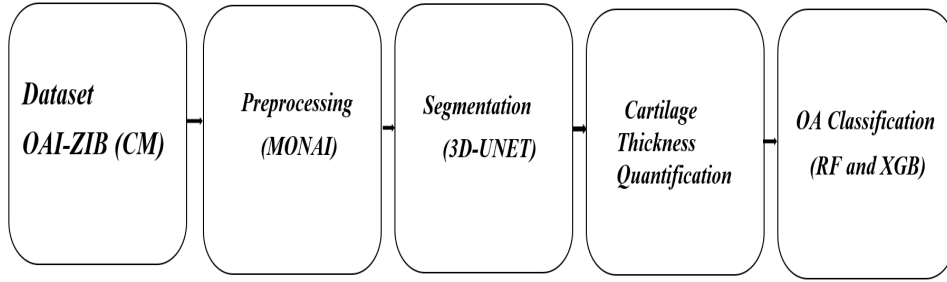 Dataset
OAI-ZIB (CM)
Preprocessing
(MONAI)
Segmentation
(3D-UNET)
Cartilage
Thickness
Quantification
OA Classification
(RF and XGB)